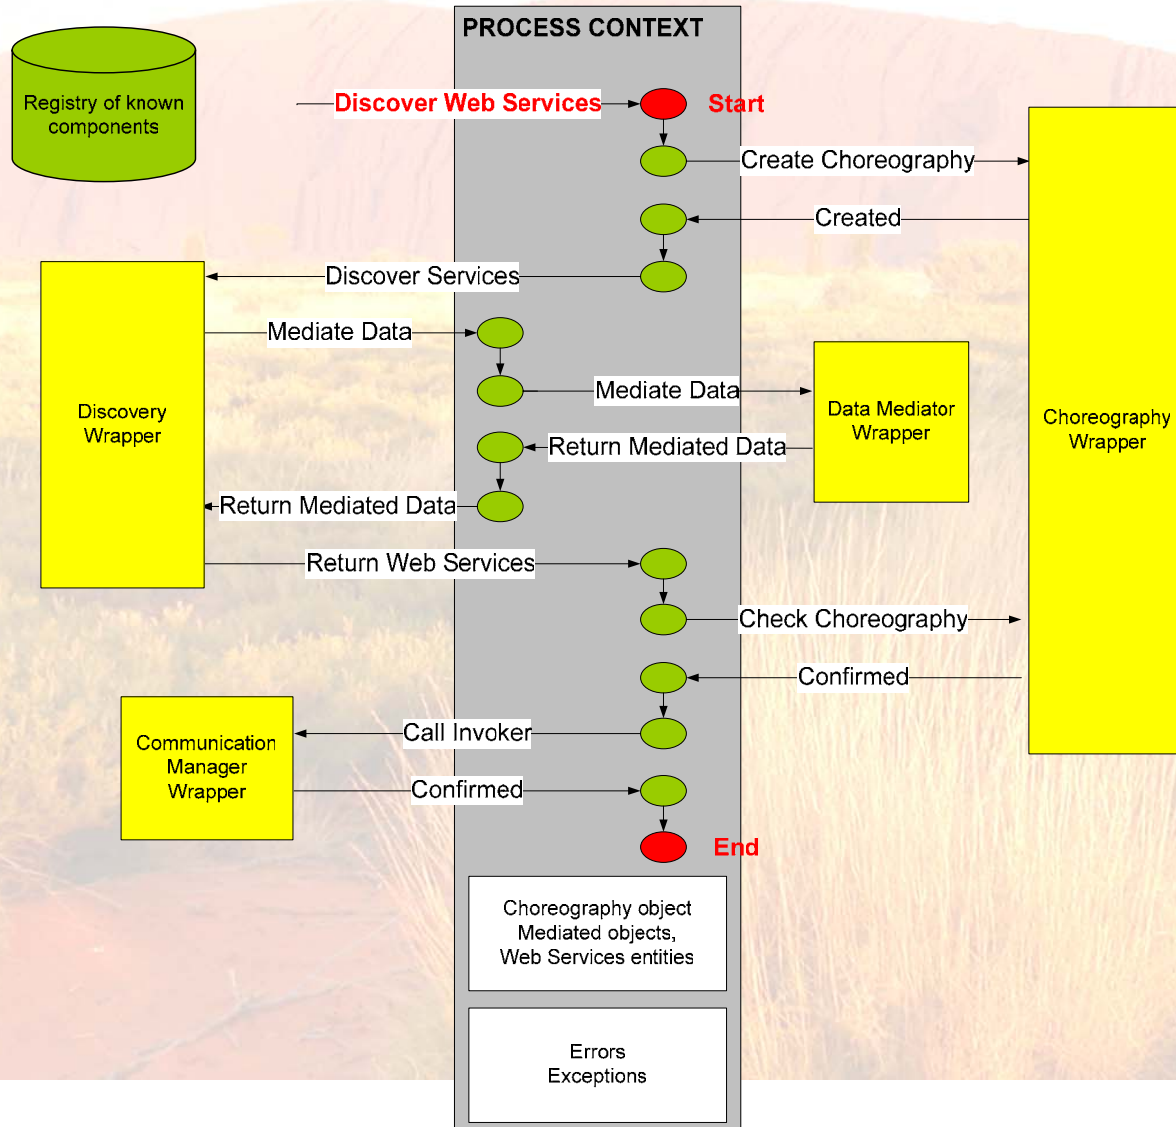 PROCESS CONTEXT
Registry of known
components
Discover Web Services
Start
Create Choreography
Created
Discover Services
Mediate Data
Mediate Data
Discovery
Wrapper
Data Mediator
Wrapper
Choreography
Wrapper
Return Mediated Data
Return Mediated Data
Return Web Services
Check Choreography
Confirmed
Call Invoker
Communication
Manager
Wrapper
Confirmed
End
Choreography object
Mediated objects,
Web Services entities
Errors
Exceptions